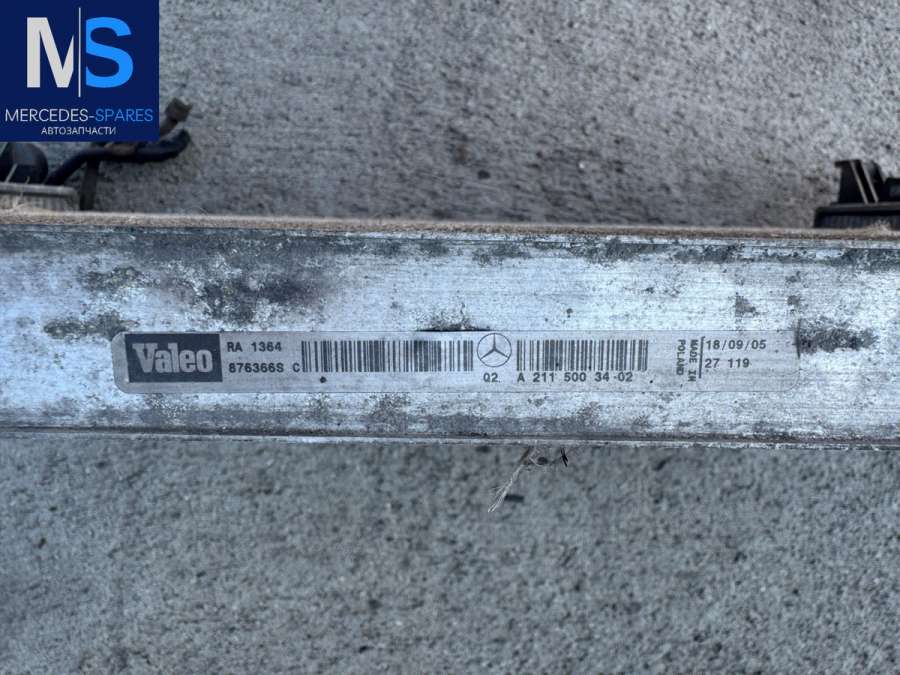 MS
MERCEDES-SPARES
АВТОЗАПЧАСТИ
Valeo
RA 1364
876366S C
Q2
A 211 500 34-02
MADE IN
POLAND
18/09/05
27 119